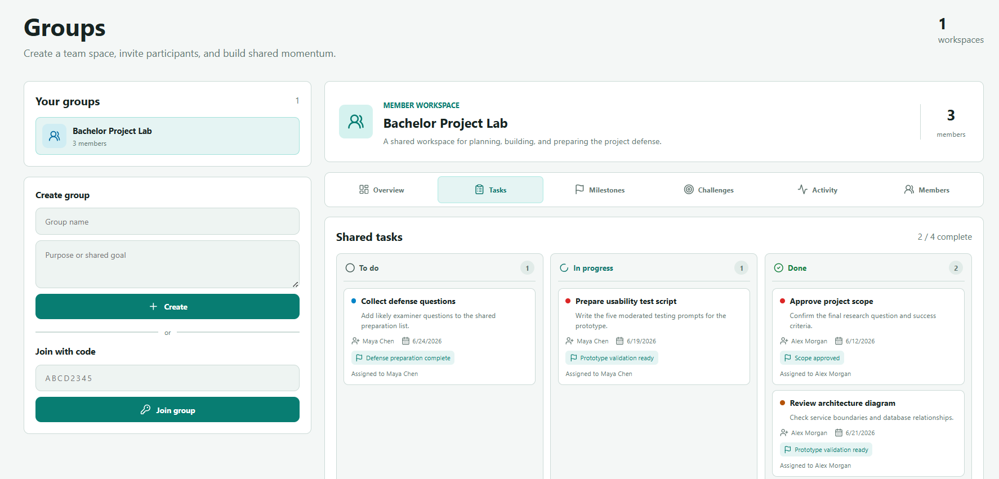 Groups
Create a team space, invite participants, and build shared momentum.
1
workspaces
Your groups
1
Bachelor Project Lab
3 members
Create group
Group name
Purpose or shared goal
Create
or
Join with code
ABCD2345
Join group
MEMBER WORKSPACE
Bachelor Project Lab
A shared workspace for planning, building, and preparing the project defense.
3
members
Overview
Tasks
Milestones
Challenges
Activity
Members
Shared tasks
2 / 4 complete
To do
1
Collect defense questions
Add likely examiner questions to the shared
preparation list.
Maya Chen 6/24/2026
Defense preparation complete
Assigned to Maya Chen
In progress
1
Prepare usability test script
Write the five moderated testing prompts for the
prototype.
Maya Chen 6/19/2026
Prototype validation ready
Assigned to Maya Chen
Done
2
Approve project scope
Confirm the final research question and success
criteria.
Alex Morgan 6/12/2026
Scope approved
Assigned to Alex Morgan
Review architecture diagram
Check service boundaries and database relationships.
Alex Morgan 6/21/2026
Prototype validation ready
Assigned to Alex Morgan